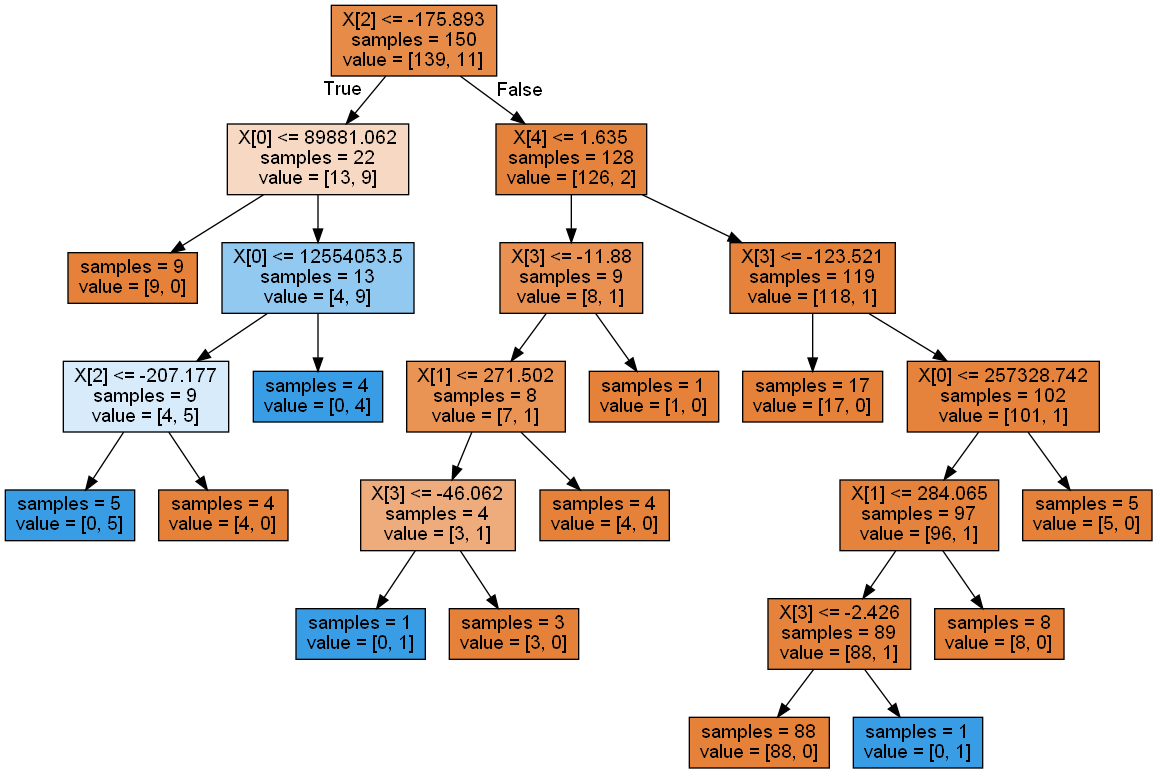 X[2] <= -175.893
samples = 150
value = [139, 11]
True
False
X[0] <= 89881.062
samples = 22
value = [13, 9]
X[4] <= 1.635
samples = 128
value = [126, 2]
samples = 9
value = [9, 0]
X[0] <= 12554053.5
samples = 13
value = [4, 9]
X[3] <= -11.88
samples = 9
value = [8, 1]
X[3] <= -123.521
samples = 119
value = [118, 1]
X[2] <= -207.177
samples = 9
value = [4, 5]
samples = 4
value = [0, 4]
X[1] <= 271.502
samples = 8
value = [7, 1]
samples = 1
value = [1, 0]
samples = 17
value = [17, 0]
X[0] <= 257328.742
samples = 102
value = [101, 1]
samples = 5
value = [0, 5]
samples = 4
value = [4, 0]
X[3] <= -46.062
samples = 4
value = [3, 1]
samples = 4
value = [4, 0]
X[1] <= 284.065
samples = 97
value = [96, 1]
samples = 5
value = [5, 0]
samples = 1
value = [0, 1]
samples = 3
value = [3, 0]
X[3] <= -2.426
samples = 89
value = [88, 1]
samples = 8
value = [8, 0]
samples = 88
value = [88, 0]
samples = 1
value = [0, 1]